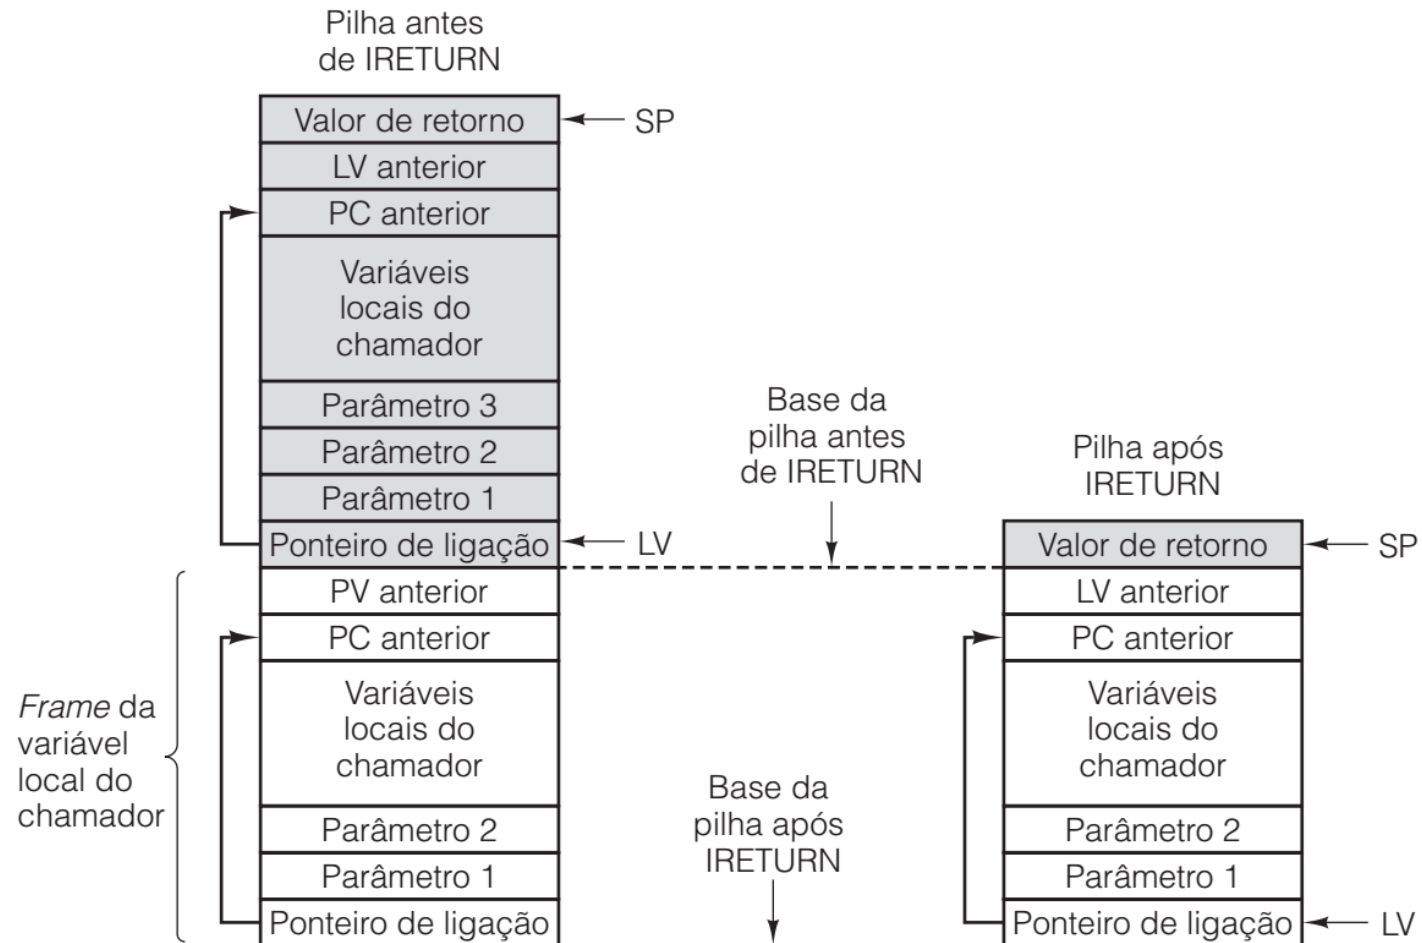 Pilha antes
de IRETURN
Valor de retorno
SP
LV anterior
PC anterior
Variáveis
locais do
chamador
Parâmetro 3
Parâmetro 2
Parâmetro 1
Ponteiro de ligação
LV
PV anterior
PC anterior
Variáveis
locais do
chamador
Parâmetro 2
Parâmetro 1
Ponteiro de ligação
Frame da
variável
local do
chamador
Base da
pilha antes
de IRETURN
Base da
pilha após
IRETURN
Pilha após
IRETURN
Valor de retorno
SP
LV anterior
PC anterior
Variáveis
locais do
chamador
Parâmetro 2
Parâmetro 1
Ponteiro de ligação
LV